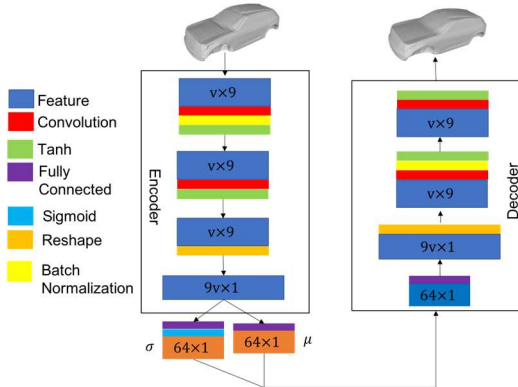 Feature
Convolution
Tanh
Fully
Connected
Sigmoid
Reshape
Batch
Normalization
Encoder
v×9
v×9
v×9
9v×1
σ
64×1
64×1
μ
Decoder
v×9
v×9
9v×1
64×1